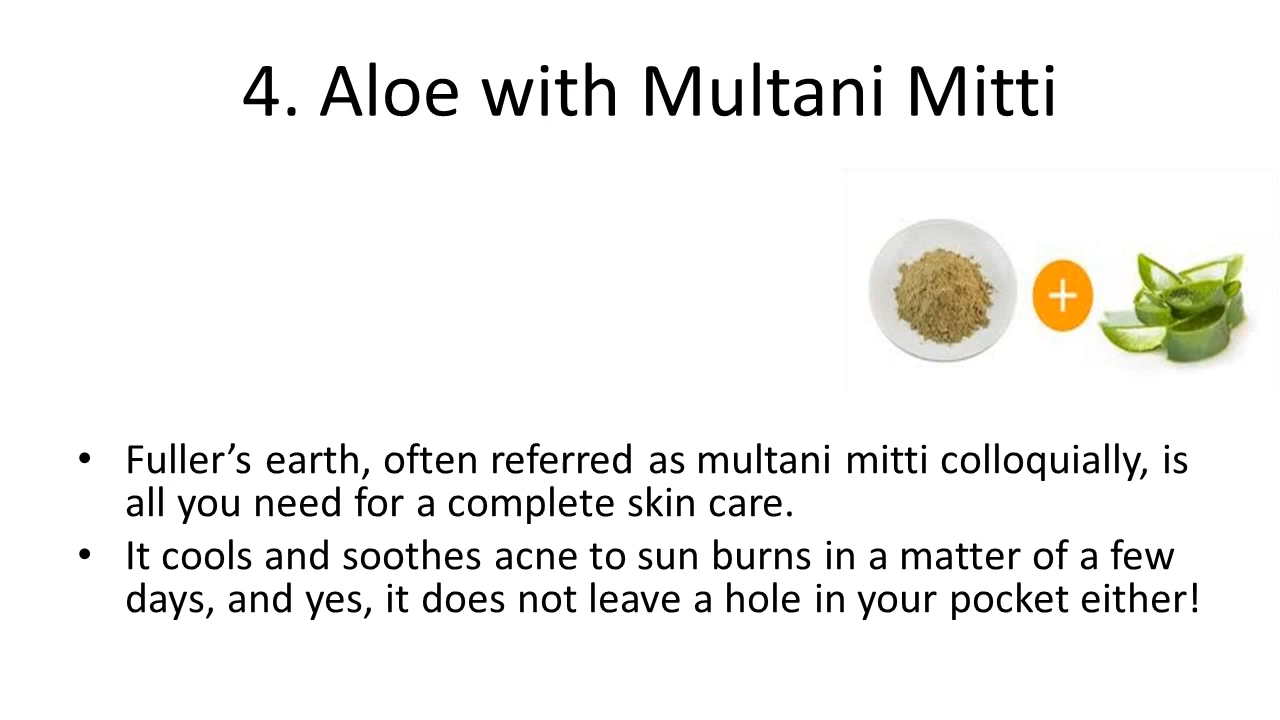 4. Aloe with Multani Mitti
+
• Fuller’s earth, often referred as multani mitti colloquially, is
all you need for a complete skin care.
• It cools and soothes acne to sun burns in a matter of a few
days, and yes, it does not leave a hole in your pocket either!